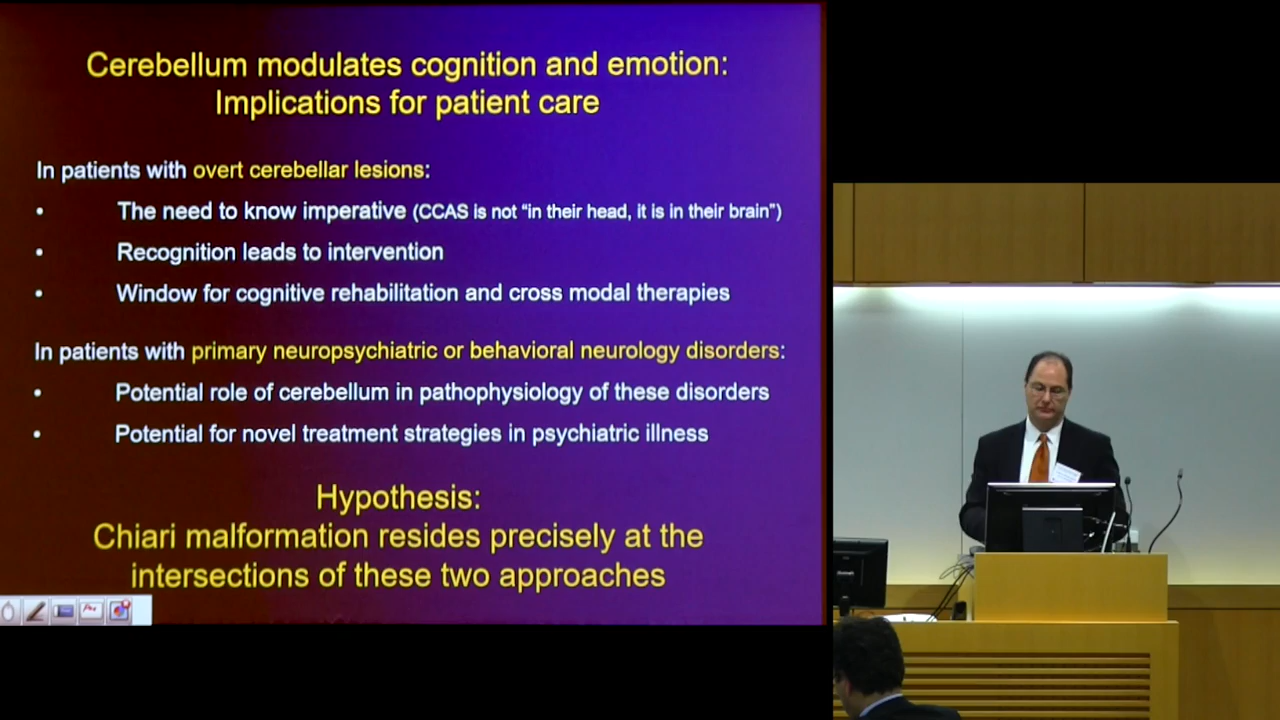 Cerebellum modulates cognition and emotion:
Implications for patient care
In patients with overt cerebellar lesions:
• The need to know imperative (CCAS is not “in their head, it is in their brain”)
• Recognition leads to intervention
• Window for cognitive rehabilitation and cross modal therapies
In patients with primary neuropsychiatric or behavioral neurology disorders:
• Potential role of cerebellum in pathophysiology of these disorders
• Potential for novel treatment strategies in psychiatric illness
Hypothesis:
Chiari malformation resides precisely at the
intersections of these two approaches